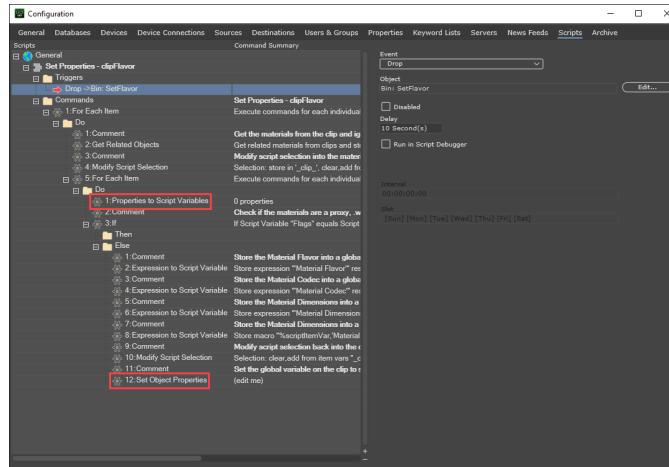 Configuration
General Databases Devices Device Connections Sources Destinations Users & Groups Properties Keyword Lists Servers News Feeds Scripts Archive
Scripts Command Summary
General
Set Properties - clipFlavor
Triggers
Drop ->Bin: SetFlavor
Commands Set Properties - clipFlavor
1:For Each Item Execute commands for each individual
Do
1:Comment Get the materials from the clip and ig
2:Get Related Objects Get related materials from clips and sto
3:Comment Modify script selection into the mater
4:Modify Script Selection Selection: store in '_clip_', clear,add fro
5:For Each Item Execute commands for each individual
Do
1:Properties to Script Variables 0 properties
2:Comment Check if the materials are a proxy, .w
3:If If Script Variable "Flags" equals Script
Then
Else
1:Comment Store the Material Flavor into a globa
2:Expression to Script Variable Store expression "'Material Flavor'" res
3:Comment Store the Material Codec into a globa
4:Expression to Script Variable Store expression "'Material Codec'" res
5:Comment Store the Material Dimensions into a
6:Expression to Script Variable Store expression "'Material Dimensions
7:Comment Store the Material Dimensions into a
8:Expression to Script Variable Store macro "%scriptItemVar,'Material
9:Comment Modify script selection back into the c
10:Modify Script Selection Selection: clear,add from item vars "_c
11:Comment Set the global variable on the clip to s
12:Set Object Properties (edit me)
Event
Drop
Object
Bin: SetFlavor Edit...
Disabled
Delay
10 Second(s)
Run in Script Debugger
Interval
00:00:00:00
Slot
[Sun] [Mon] [Tue] [Wed] [Thu] [Fri] [Sat]